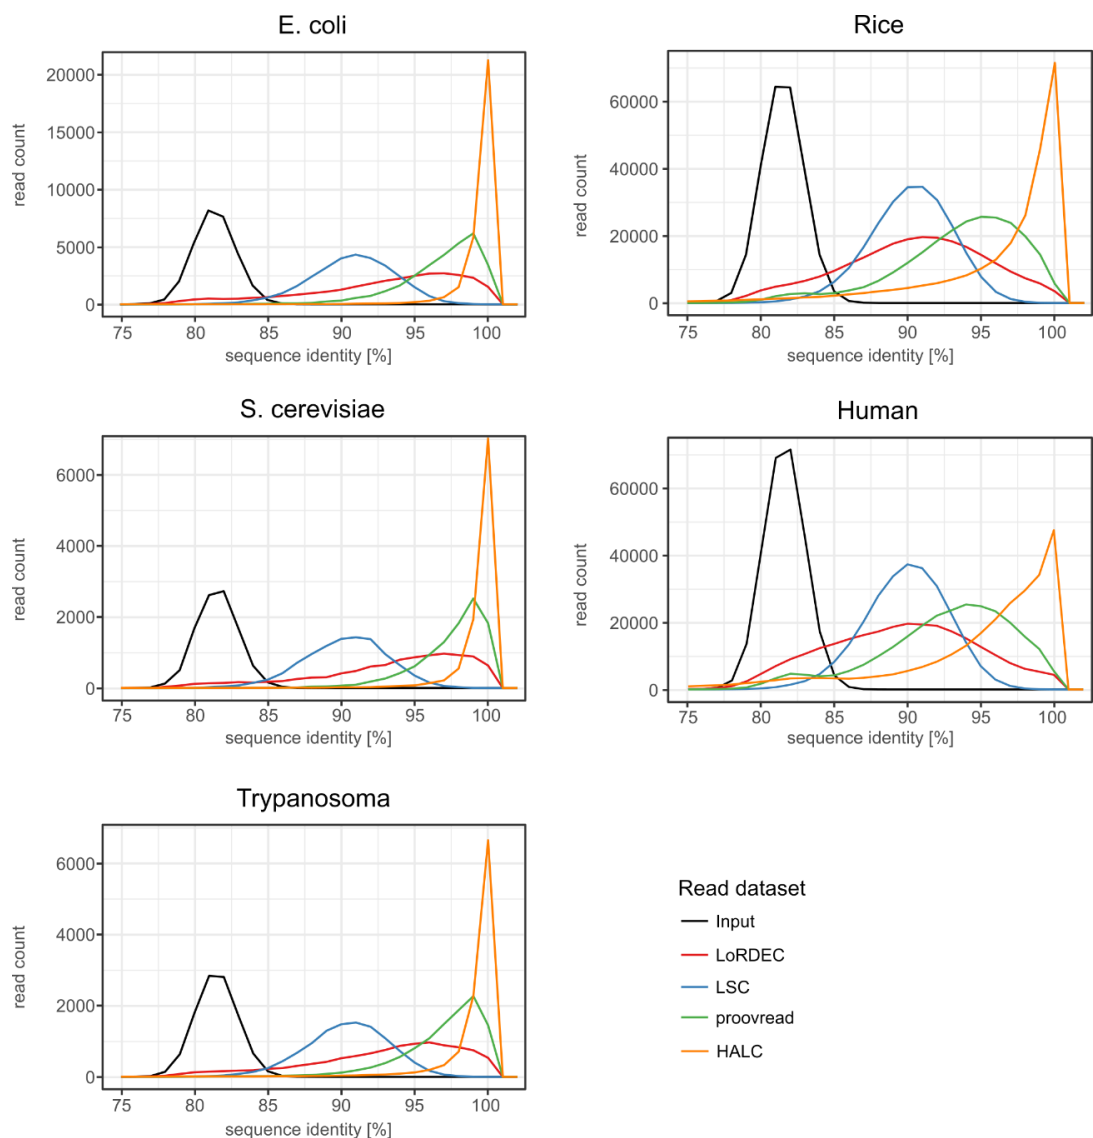 E. coli
20000
15000
10000
5000
0
read count
75 80 85 90 95 100
sequence identity [%]
Rice
60000
40000
20000
0
read count
75 80 85 90 95 100
sequence identity [%]
S. cerevisiae
6000
4000
2000
0
read count
75 80 85 90 95 100
sequence identity [%]
Human
60000
40000
20000
0
read count
75 80 85 90 95 100
sequence identity [%]
Trypanosoma
6000
4000
2000
0
read count
75 80 85 90 95 100
sequence identity [%]
Read dataset
Input
LoRDEC
LSC
proovread
HALC